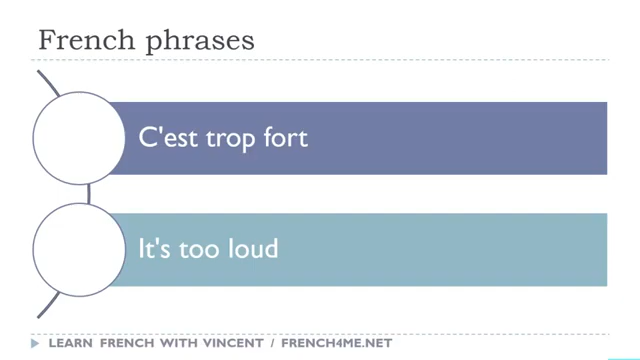 French phrases
C'est trop fort
It's too loud
LEARN FRENCH WITH VINCENT / FRENCH4ME.NET